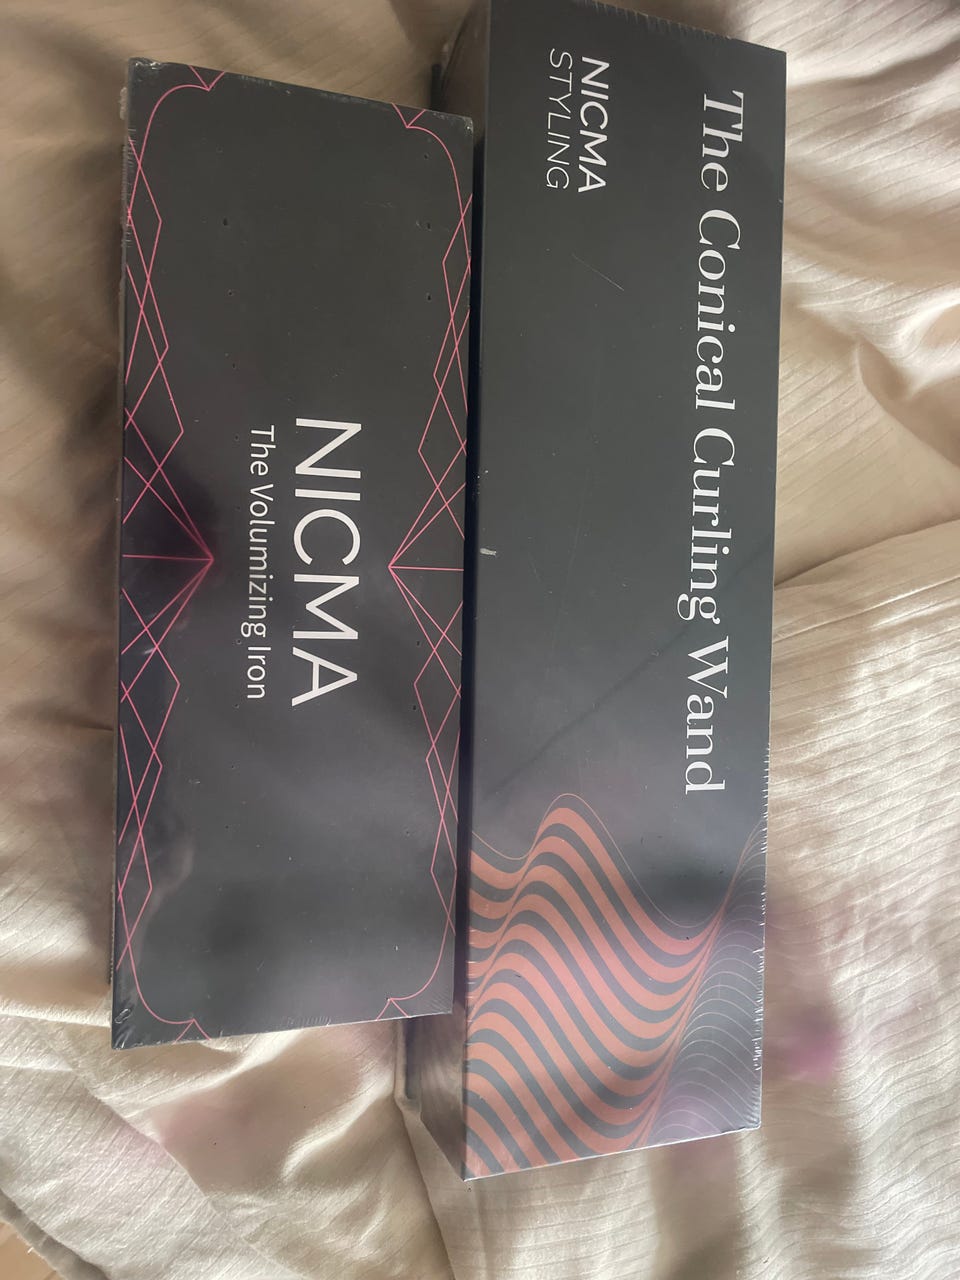 NICMA
The Volumizing Iron
NICMA
STYLING
The Conical Curling Wand